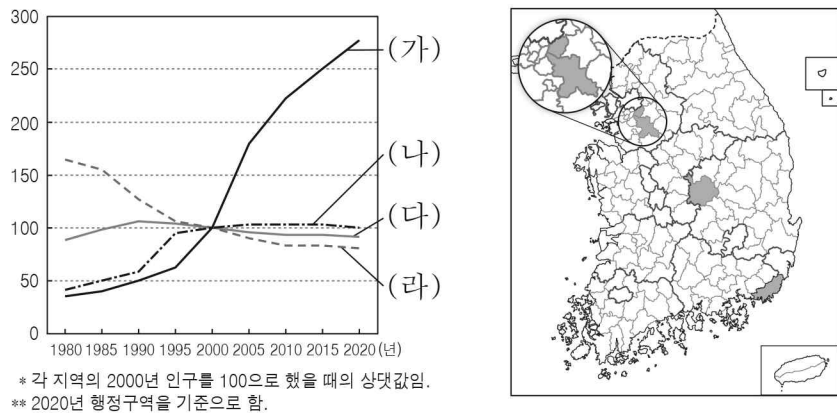 300
250
200
150
100
50
0
1980 1985 1990 1995 2000 2005 2010 2015 2020(년)
(가)
(나)
(다)
(라)
* 각 지역의 2000년 인구를 100으로 했을 때의 상댓값임.
** 2020년 행정구역을 기준으로 함.